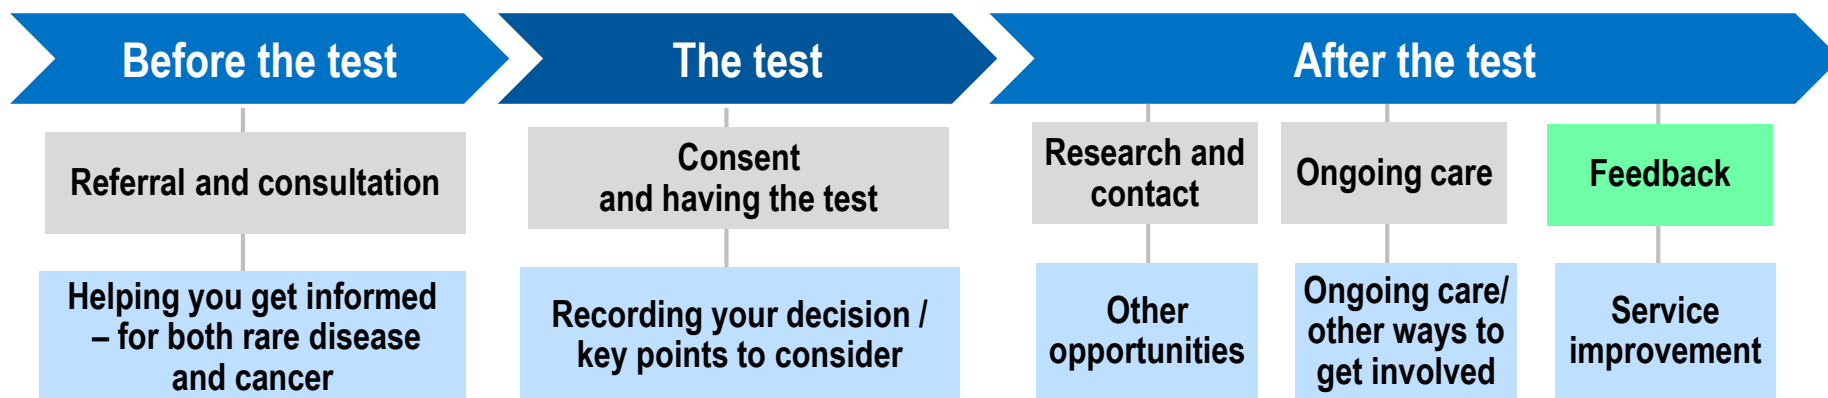 Before the test
The test
After the test
Referral and consultation
Consent
and having the test
Research and
contact
Ongoing care
Feedback
Helping you get informed
– for both rare disease
and cancer
Recording your decision /
key points to consider
Other
opportunities
Ongoing care/
other ways to
get involved
Service
improvement